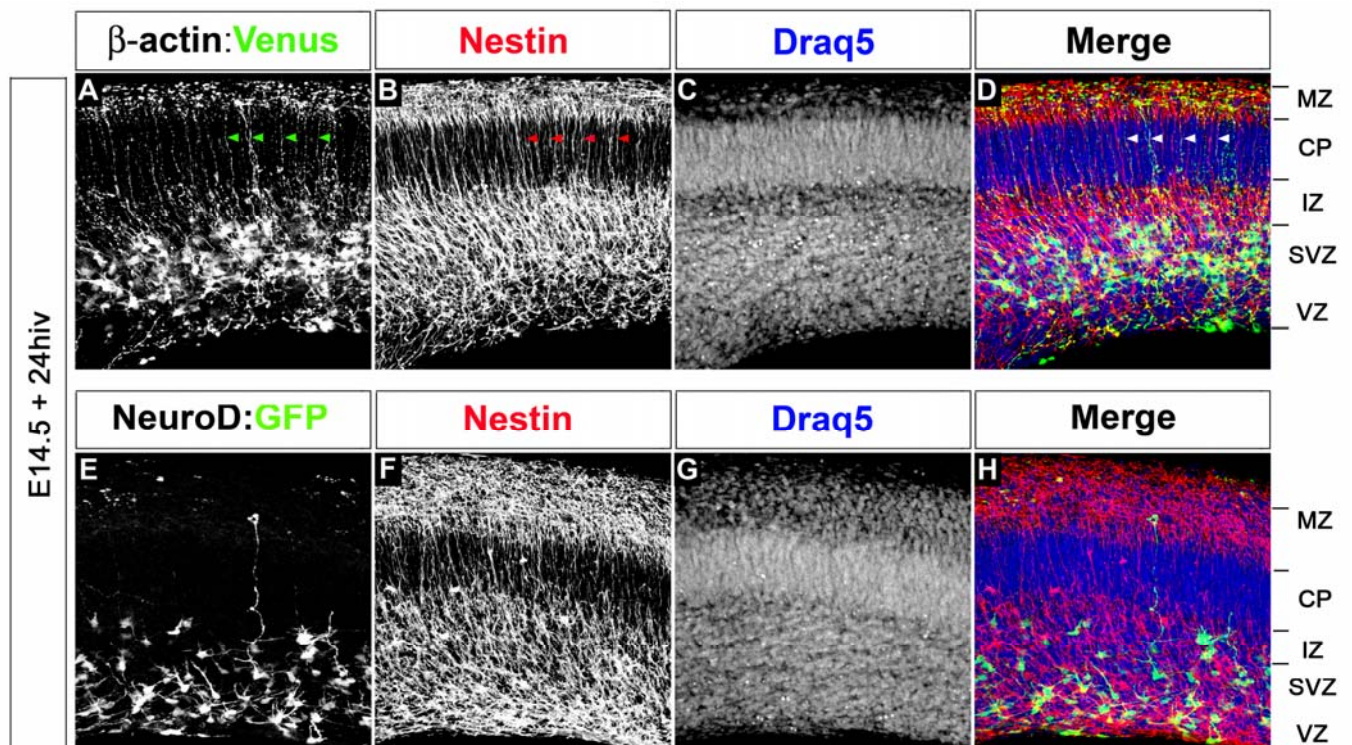 β-actin:Venus
Nestin
Draq5
Merge
A
B
C
D
MZ
CP
IZ
SVZ
VZ
E14.5 + 24hiv
NeuroD:GFP
Nestin
Draq5
Merge
E
F
G
H
MZ
CP
IZ
SVZ
VZ